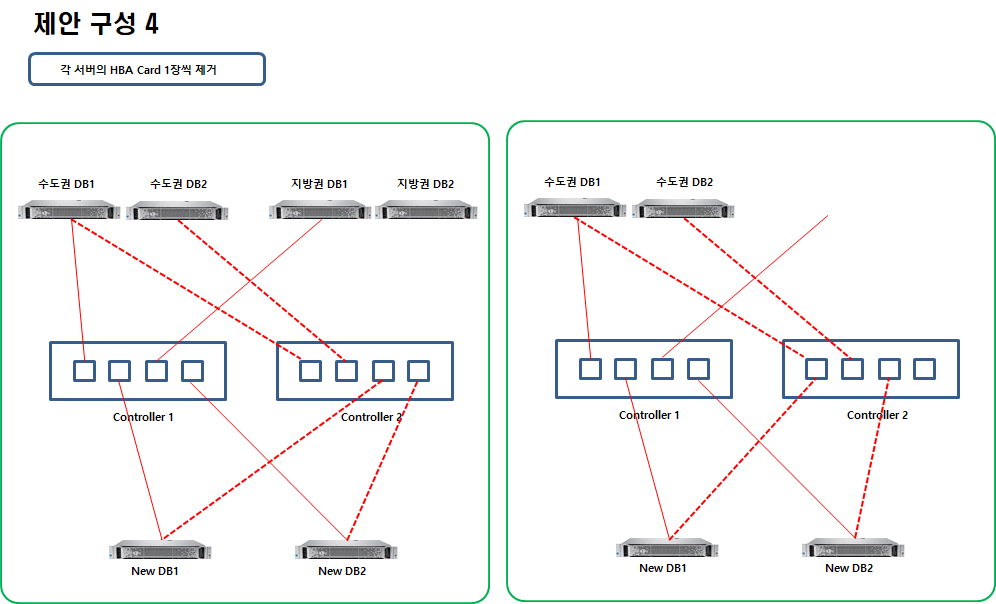 제안 구성 4
각 서버의 HBA Card 1장씩 제거
수도권 DB1
수도권 DB2
지방권 DB1
지방권 DB2
Controller 1
Controller 2
New DB1
New DB2
수도권 DB1
수도권 DB2
Controller 1
Controller 2
New DB1
New DB2